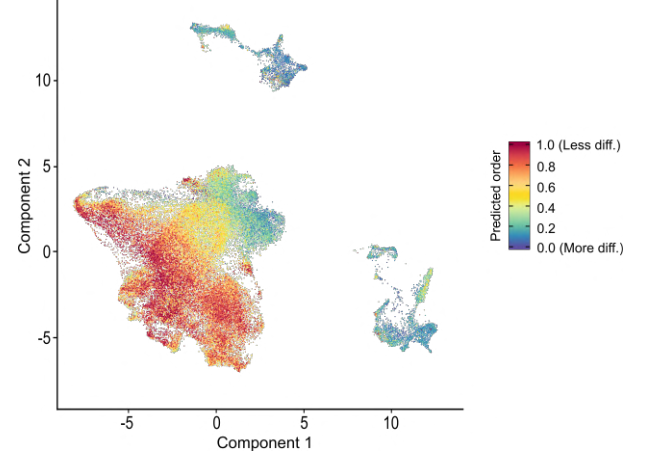 10
5
0
-5
Component 2
-5
0
5
10
Component 1
Predicted order
1.0 (Less diff.)
0.8
0.6
0.4
0.2
0.0 (More diff.)